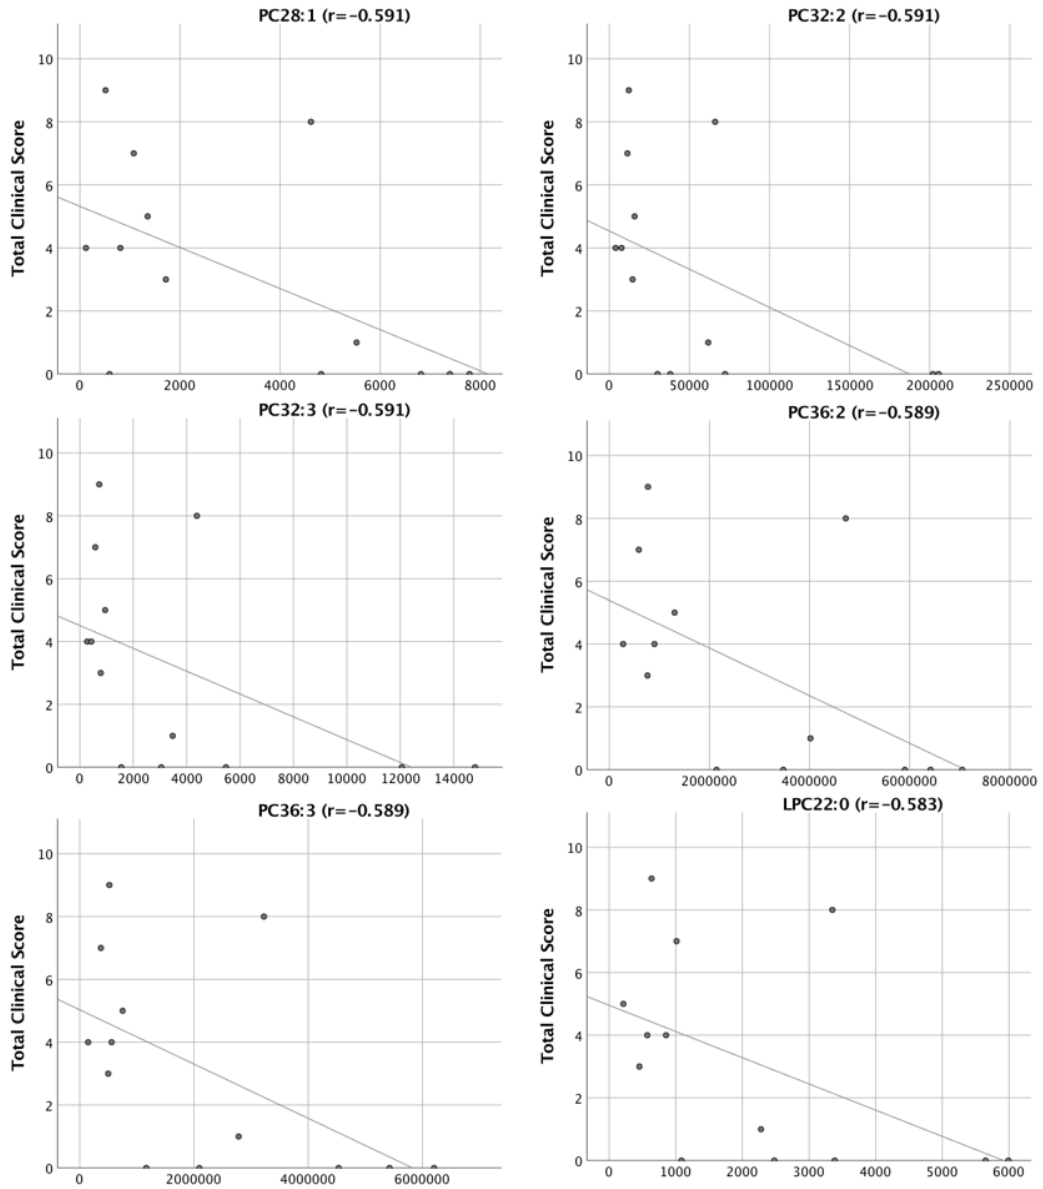 PC28:1 (r=-0.591)
Total Clinical Score
10
8
6
4
2
0
0 2000 4000 6000 8000
PC32:2 (r=-0.591)
Total Clinical Score
10
8
6
4
2
0
0 50000 100000 150000 200000 250000
PC32:3 (r=-0.591)
Total Clinical Score
10
8
6
4
2
0
0 2000 4000 6000 8000 10000 12000 14000
PC36:2 (r=-0.589)
Total Clinical Score
10
8
6
4
2
0
0 2000000 4000000 6000000 8000000
PC36:3 (r=-0.589)
Total Clinical Score
10
8
6
4
2
0
0 2000000 4000000 6000000
LPC22:0 (r=-0.583)
Total Clinical Score
10
8
6
4
2
0
0 1000 2000 3000 4000 5000 6000